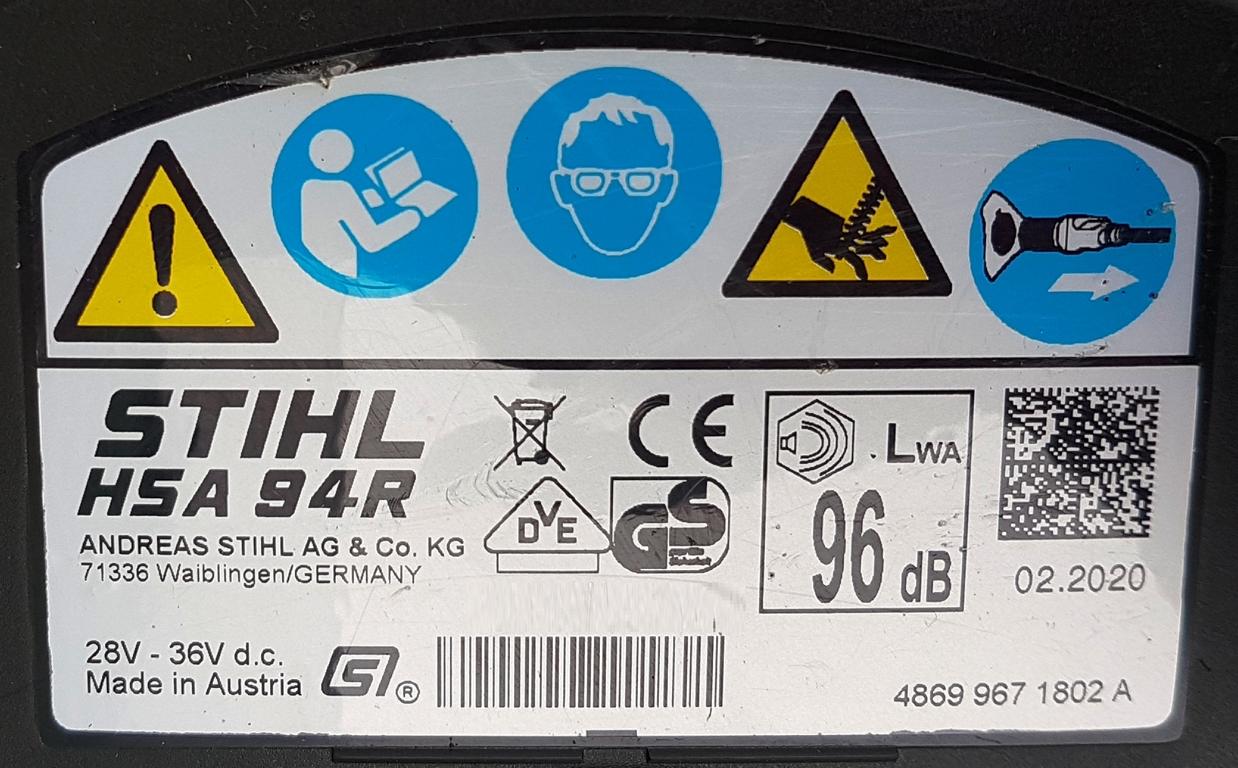 STIHL
HSA 94R
ANDREAS STIHL AG & Co. KG
71336 Waiblingen/GERMANY
28V - 36V d.c.
Made in Austria
®
CE
VDE
GS
LWA
96 dB
02.2020
4869 967 1802 A